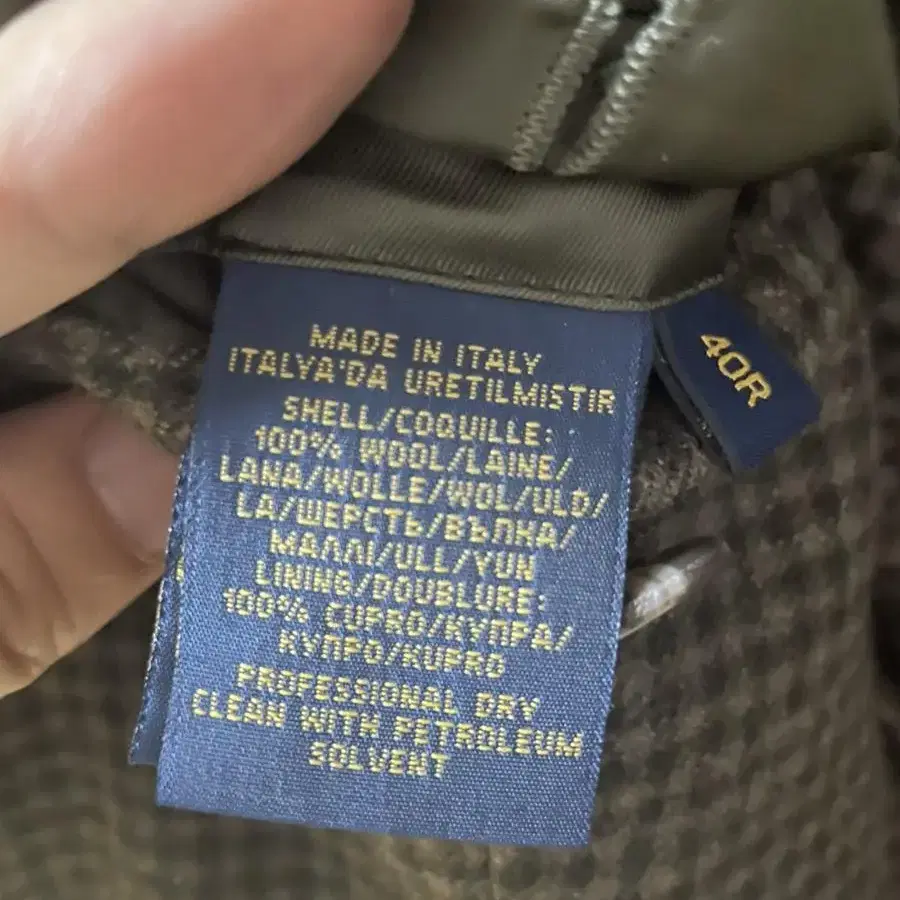 MADE IN ITALY
ITALYA'DA URETILMISTIR
SHELL/COQUILLE:
100% WOOL/LAINE/
LANA/WOLLE/WOL/ULD/
LA/ШЕРСТЬ/ВЪЛНА/
ΜΑΛΛΙ/ULL/YUN
LINING/DOUBLURE:
100% CUPRO/КУПРА/
КУПРО/KUPRO
PROFESSIONAL DRY
CLEAN WITH PETROLEUM
SOLVENT
40R